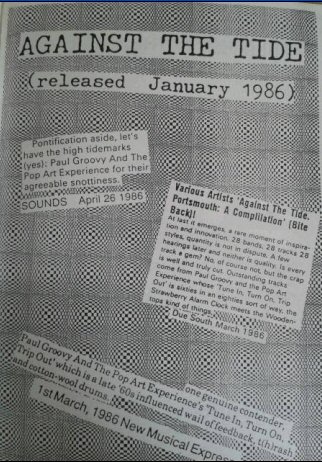 AGAINST THE TIDE
(released January 1986)
Pontification aside, let's
have the high tidemarks
(yes): Paul Groovy And The
Pop Art Experience for their
agreeable snottiness.
SOUNDS April 26 1986
Various Artists 'Against The Tide.
Portsmouth: A Compilation' (Bite
Back)!
At last it emerges, a rare moment of inspira-
tion and innovation. 28 bands, 28 tracks 28
styles, quantity is not in dispute. A few
hearings later and neither is quality. Is every
track a gem? No, of course not, but the crap
is well and truly out. Outstanding tracks
come from Paul Groovy and the Pop Art
Experience whose 'Tune In, Turn On, Trip
Out' is sixties in an eighties sort of way, the
Strawberry Alarm Clock meets the Wooden-
tops kind of things.
Due South March 1986
one genuine contender,
Paul Groovy And The Pop Art Experience's 'Tune In, Turn On,
Trip Out' which is a late '60s influenced wail of feedback, tihirash
and cotton-wool drums.
1st March, 1986 New Musical Expres